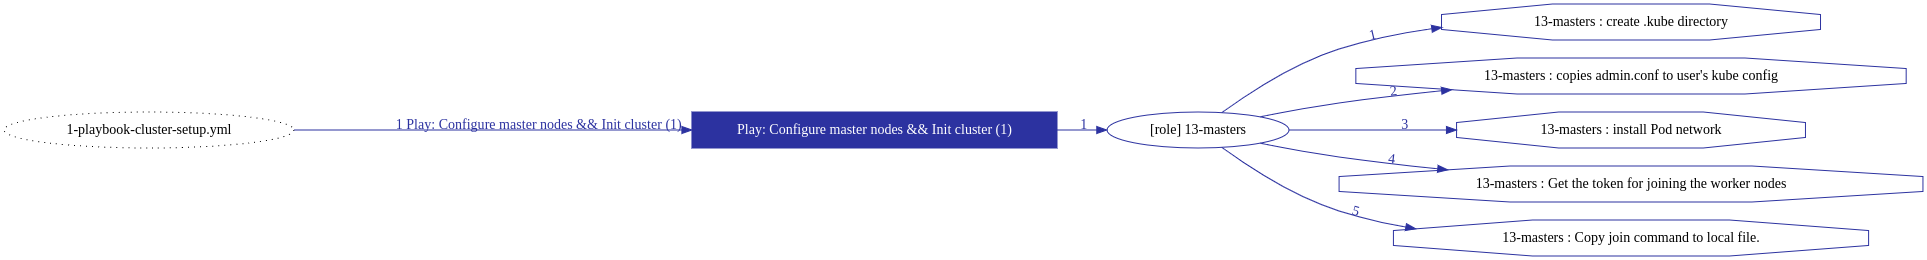 1-playbook-cluster-setup.yml
1 Play: Configure master nodes && Init cluster (1)
Play: Configure master nodes && Init cluster (1)
1
[role] 13-masters
1
13-masters : create .kube directory
2
13-masters : copies admin.conf to user's kube config
3
13-masters : install Pod network
4
13-masters : Get the token for joining the worker nodes
5
13-masters : Copy join command to local file.